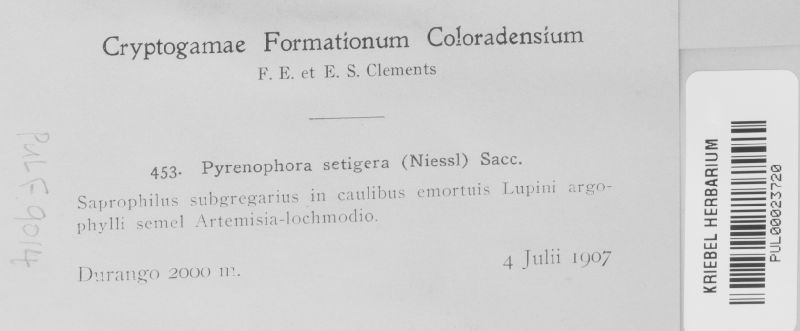 Cryptogamae Formationum Coloradensium
F. E. et E. S. Clements
453. Pyrenophora setigera (Niessl) Sacc.
Saprophilus subgregarius in caulibus emortuis Lupini argo-
phylli semel Artemisia-lochmodio.
Durango 2000 m.
4 Julii 1907
PUL F 9014
KRIEBEL HERBARIUM
PUL00023720